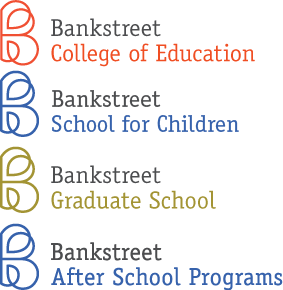 Bankstreet
College of Education
Bankstreet
School for Children
Bankstreet
Graduate School
Bankstreet
After School Programs